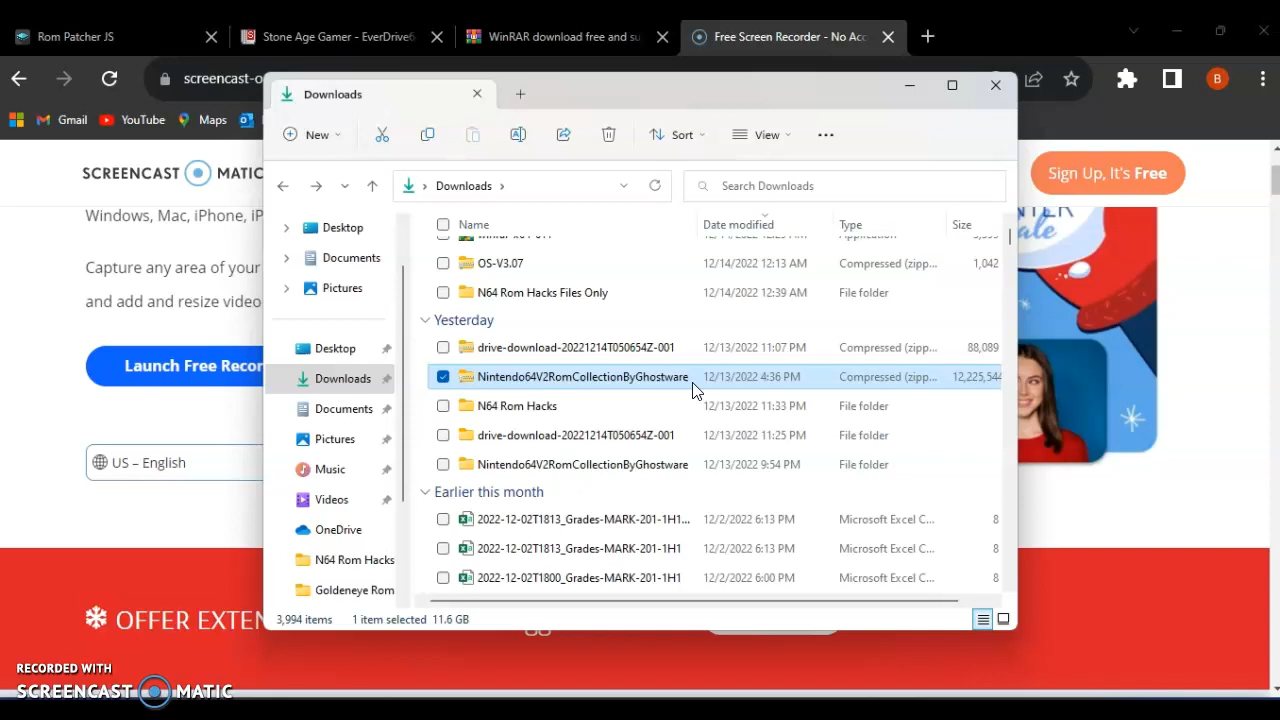 Rom Patcher JS
Stone Age Gamer - EverDrive6
WinRAR download free and su
Free Screen Recorder - No Acc
screencast-o
Gmail
YouTube
Maps
Downloads
New
Sort
View
Downloads
Search Downloads
SCREENCAST MATIC
Sign Up, It's Free
Windows, Mac, iPhone, iP
Capture any area of your
and add and resize video
Launch Free Recor
US – English
Desktop
Documents
Pictures
Desktop
Downloads
Documents
Pictures
Music
Videos
OneDrive
N64 Rom Hacks
Goldeneye Rom
Name Date modified Type Size
OS-V3.07 12/14/2022 12:13 AM Compressed (zipp... 1,042
N64 Rom Hacks Files Only 12/14/2022 12:39 AM File folder
Yesterday
drive-download-20221214T050654Z-001 12/13/2022 11:07 PM Compressed (zipp... 88,089
Nintendo64V2RomCollectionByGhostware 12/13/2022 4:36 PM Compressed (zipp... 12,225,544
N64 Rom Hacks 12/13/2022 11:33 PM File folder
drive-download-20221214T050654Z-001 12/13/2022 11:25 PM File folder
Nintendo64V2RomCollectionByGhostware 12/13/2022 9:54 PM File folder
Earlier this month
2022-12-02T1813_Grades-MARK-201-1H1... 12/2/2022 6:13 PM Microsoft Excel C... 8
2022-12-02T1813_Grades-MARK-201-1H1 12/2/2022 6:13 PM Microsoft Excel C... 8
2022-12-02T1800_Grades-MARK-201-1H1 12/2/2022 6:00 PM Microsoft Excel C... 8
3,994 items 1 item selected 11.6 GB
OFFER EXTEN
RECORDED WITH
SCREENCAST MATIC
B